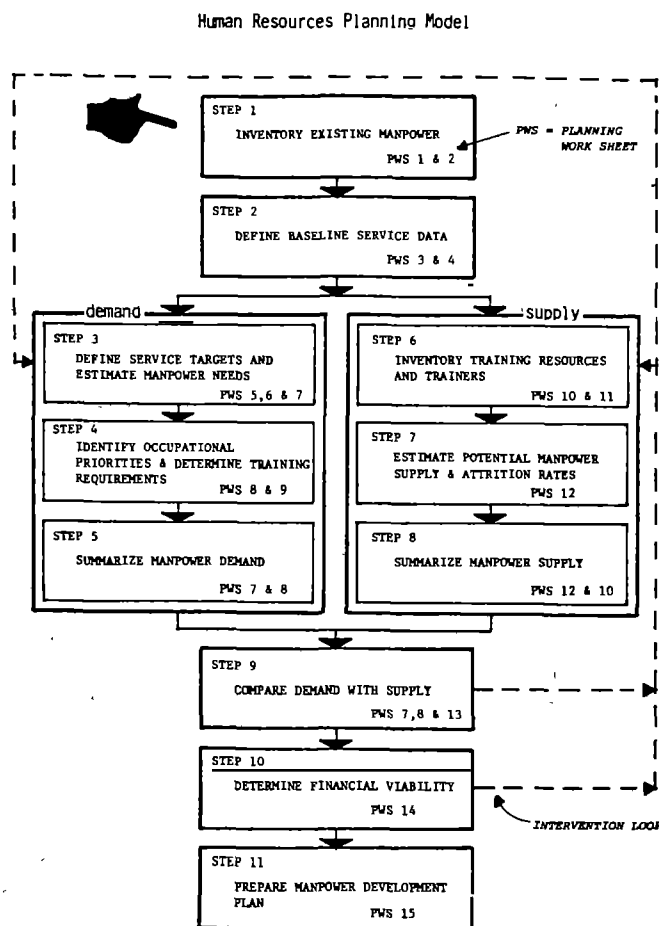 Human Resources Planning Model
STEP 1
INVENTORY EXISTING MANPOWER
PWS 1 & 2
PWS = PLANNING
WORK SHEET
STEP 2
DEFINE BASELINE SERVICE DATA
PWS 3 & 4
demand
STEP 3
DEFINE SERVICE TARGETS AND
ESTIMATE MANPOWER NEEDS
PWS 5,6 & 7
STEP 4
IDENTIFY OCCUPATIONAL
PRIORITIES & DETERMINE TRAINING
REQUIREMENTS
PWS 8 & 9
STEP 5
SUMMARIZE MANPOWER DEMAND
PWS 7 & 8
supply
STEP 6
INVENTORY TRAINING RESOURCES
AND TRAINERS
PWS 10 & 11
STEP 7
ESTIMATE POTENTIAL MANPOWER
SUPPLY & ATTRITION RATES
PWS 12
STEP 8
SUMMARIZE MANPOWER SUPPLY
PWS 12 & 10
STEP 9
COMPARE DEMAND WITH SUPPLY
PWS 7,8 & 13
STEP 10
DETERMINE FINANCIAL VIABILITY
PWS 14
INTERVENTION LOOP
STEP 11
PREPARE MANPOWER DEVELOPMENT
PLAN
PWS 15